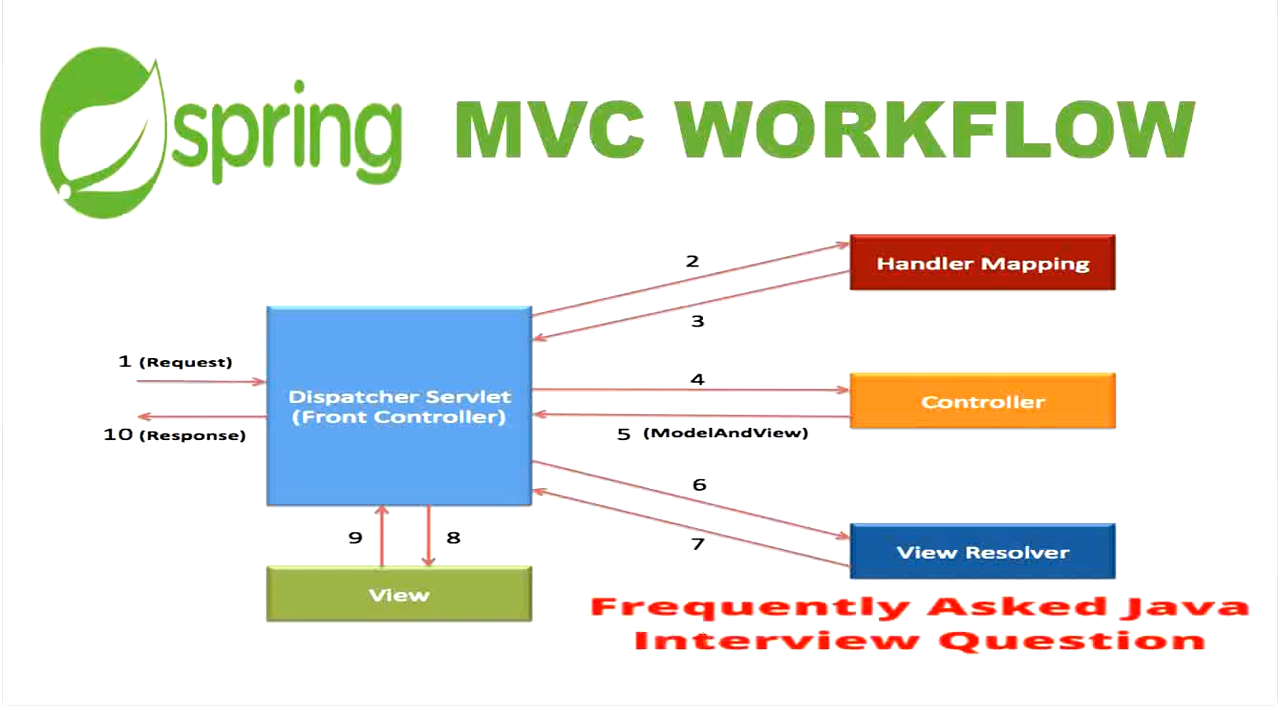 spring MVC WORKFLOW
2
Handler Mapping
3
1 (Request)
Dispatcher Servlet
(Front Controller)
10 (Response)
4
Controller
5 (ModelAndView)
6
7
View Resolver
9
8
View
Frequently Asked Java
Interview Question